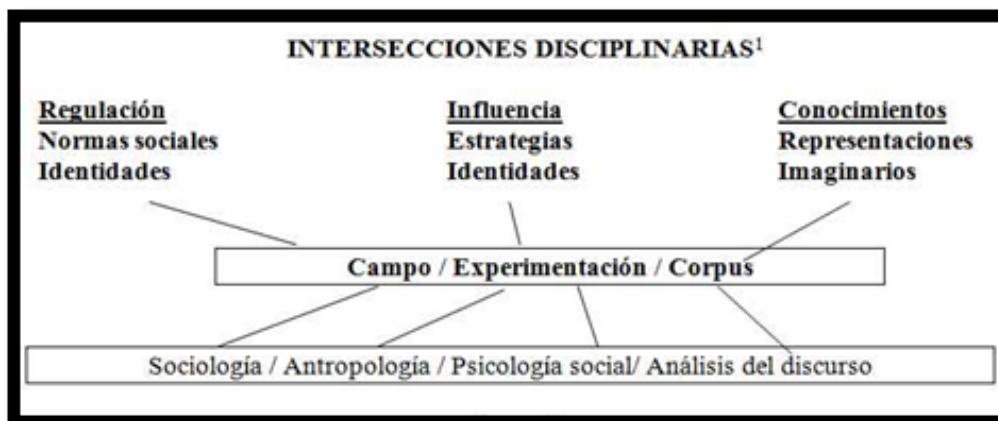 INTERSECCIONES DISCIPLINARIAS¹
Regulación
Normas sociales
Identidades
Influencia
Estrategias
Identidades
Conocimientos
Representaciones
Imaginarios
Campo / Experimentación / Corpus
Sociología / Antropología / Psicología social/ Análisis del discurso